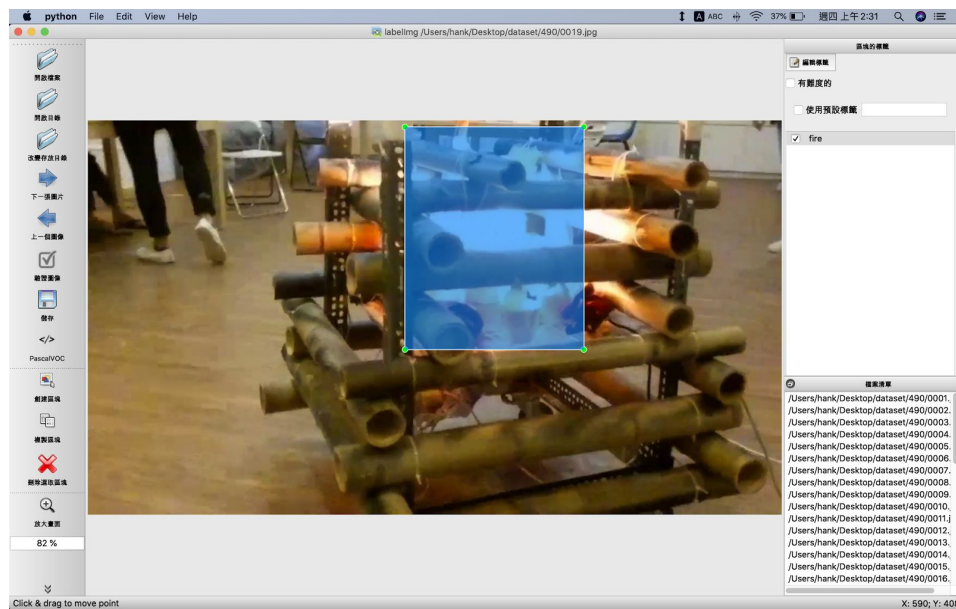 python File Edit View Help
A ABC 37% 週四上午2:31
labelImg /Users/hank/Desktop/dataset/490/0019.jpg
開啟檔案
開啟目錄
改變存放目錄
下一張圖片
上一個圖像
驗證圖像
儲存
</>
PascalVOC
創建區塊
複製區塊
刪除選取區塊
放大畫面
82 %
區塊的標籤
編輯標籤
有難度的
使用預設標籤
fire
檔案清單
/Users/hank/Desktop/dataset/490/0001.
/Users/hank/Desktop/dataset/490/0002.
/Users/hank/Desktop/dataset/490/0003.
/Users/hank/Desktop/dataset/490/0004.
/Users/hank/Desktop/dataset/490/0005.
/Users/hank/Desktop/dataset/490/0006.
/Users/hank/Desktop/dataset/490/0007.
/Users/hank/Desktop/dataset/490/0008.
/Users/hank/Desktop/dataset/490/0009.
/Users/hank/Desktop/dataset/490/0010.
/Users/hank/Desktop/dataset/490/0011.j
/Users/hank/Desktop/dataset/490/0012.
/Users/hank/Desktop/dataset/490/0013.
/Users/hank/Desktop/dataset/490/0014.
/Users/hank/Desktop/dataset/490/0015.
/Users/hank/Desktop/dataset/490/0016.
Click & drag to move point
X: 590; Y: 408